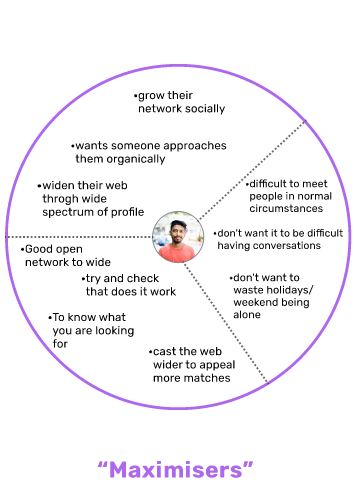 •grow their
network socially
•wants someone approaches
them organically
•widen their web
throgh wide
spectrum of profile
•difficult to meet
people in normal
circumstances
•don't want it to be difficult
having conversations
•don't want to
waste holidays/
weekend being
alone
•Good open
network to wide
•try and check
that does it work
•To know what
you are looking
for
•cast the web
wider to appeal
more matches
“Maximisers”